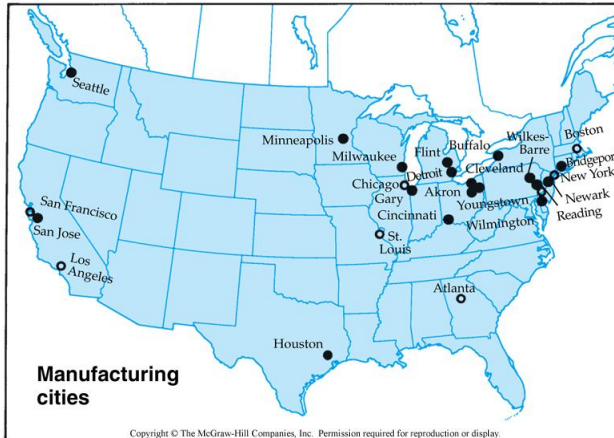 Seattle
Minneapolis
Milwaukee
Flint
Buffalo
Wilkes-
Barre
Boston
Detroit
Cleveland
Bridgepor
New York
Chicago
Gary
Akron
Youngstown
Newark
Reading
Cincinnati
Wilmington
San Francisco
San Jose
St.
Louis
Los
Angeles
Atlanta
Houston
Manufacturing
cities
Copyright © The McGraw-Hill Companies, Inc. Permission required for reproduction or display.